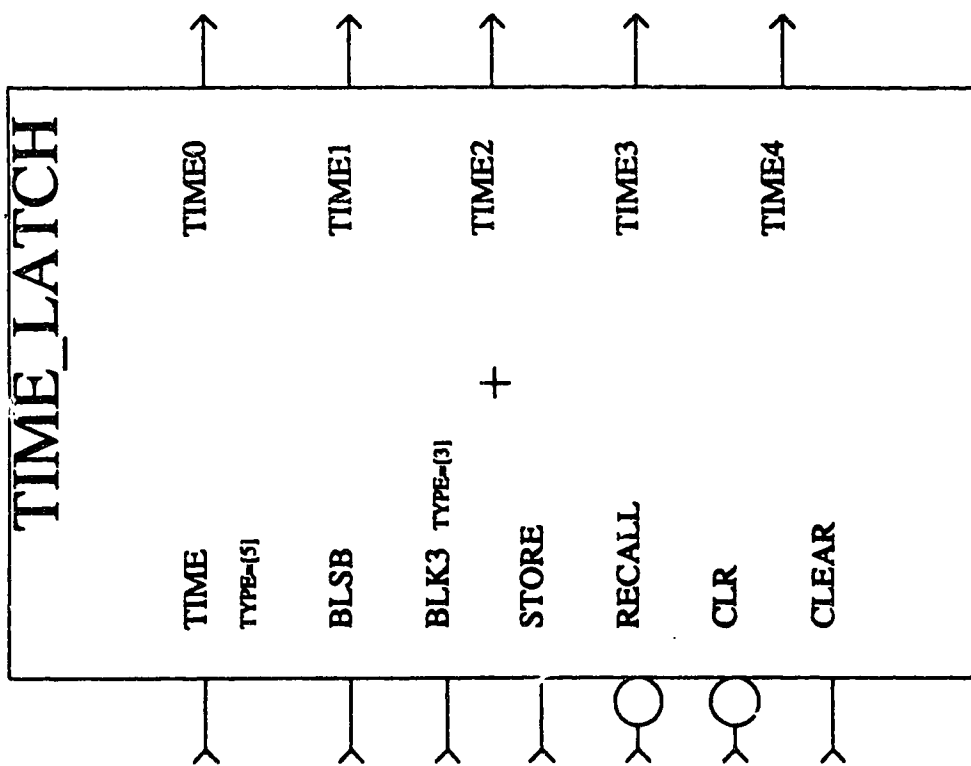 TIME_LATCH
TIME
TYPE=[5]
BLSB
BLK3 TYPE=[3]
STORE
RECALL
CLR
CLEAR
TIME0
TIME1
TIME2
TIME3
TIME4